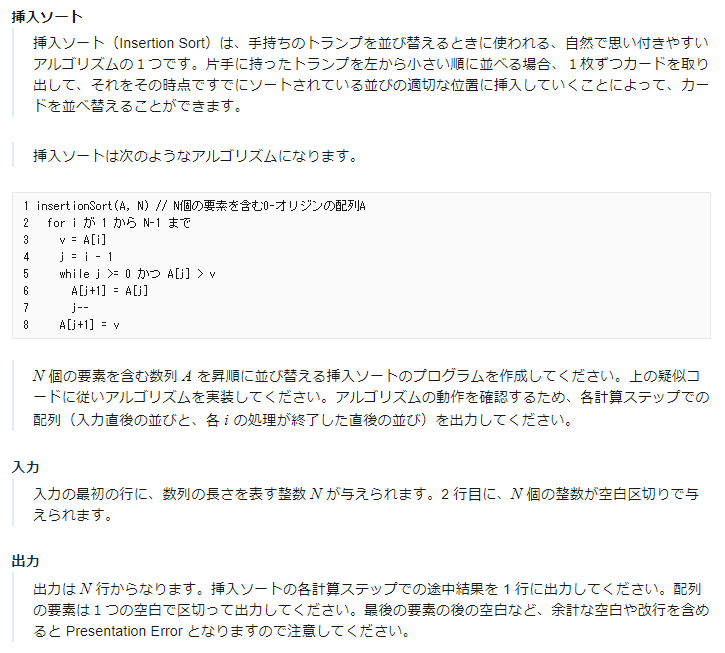 挿入ソート
挿入ソート（Insertion Sort）は、手持ちのトランプを並び替えるときに使われる、自然で思い付きやすい
アルゴリズムの１つです。片手に持ったトランプを左から小さい順に並べる場合、１枚ずつカードを取り
出して、それをその時点ですでにソートされている並びの適切な位置に挿入していくことによって、カー
ドを並べ替えることができます。
挿入ソートは次のようなアルゴリズムになります。
1 insertionSort(A, N) // N個の要素を含む0-オリジンの配列A
2   for i が 1 から N-1 まで
3     v = A[i]
4     j = i - 1
5     while j >= 0 かつ A[j] > v
6       A[j+1] = A[j]
7       j--
8     A[j+1] = v
N 個の要素を含む数列 A を昇順に並び替える挿入ソートのプログラムを作成してください。上の疑似コ
ードに従いアルゴリズムを実装してください。アルゴリズムの動作を確認するため、各計算ステップでの
配列（入力直後の並びと、各 i の処理が終了した直後の並び）を出力してください。
入力
入力の最初の行に、数列の長さを表す整数 N が与えられます。2 行目に、N 個の整数が空白区切りで与
えられます。
出力
出力は N 行からなります。挿入ソートの各計算ステップでの途中結果を 1 行に出力してください。配列
の要素は１つの空白で区切って出力してください。最後の要素の後の空白など、余計な空白や改行を含め
ると Presentation Error となりますので注意してください。